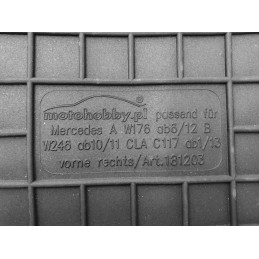 motohobby.pl passend für
Mercedes A W176 ab6/12 B
W246 ab10/11 CLA C117 ab1/13
vorne rechts/Art.181203